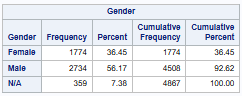 Gender
Gender Frequency Percent Cumulative Frequency Cumulative Percent
Female 1774 36.45 1774 36.45
Male 2734 56.17 4508 92.62
N/A 359 7.38 4867 100.00